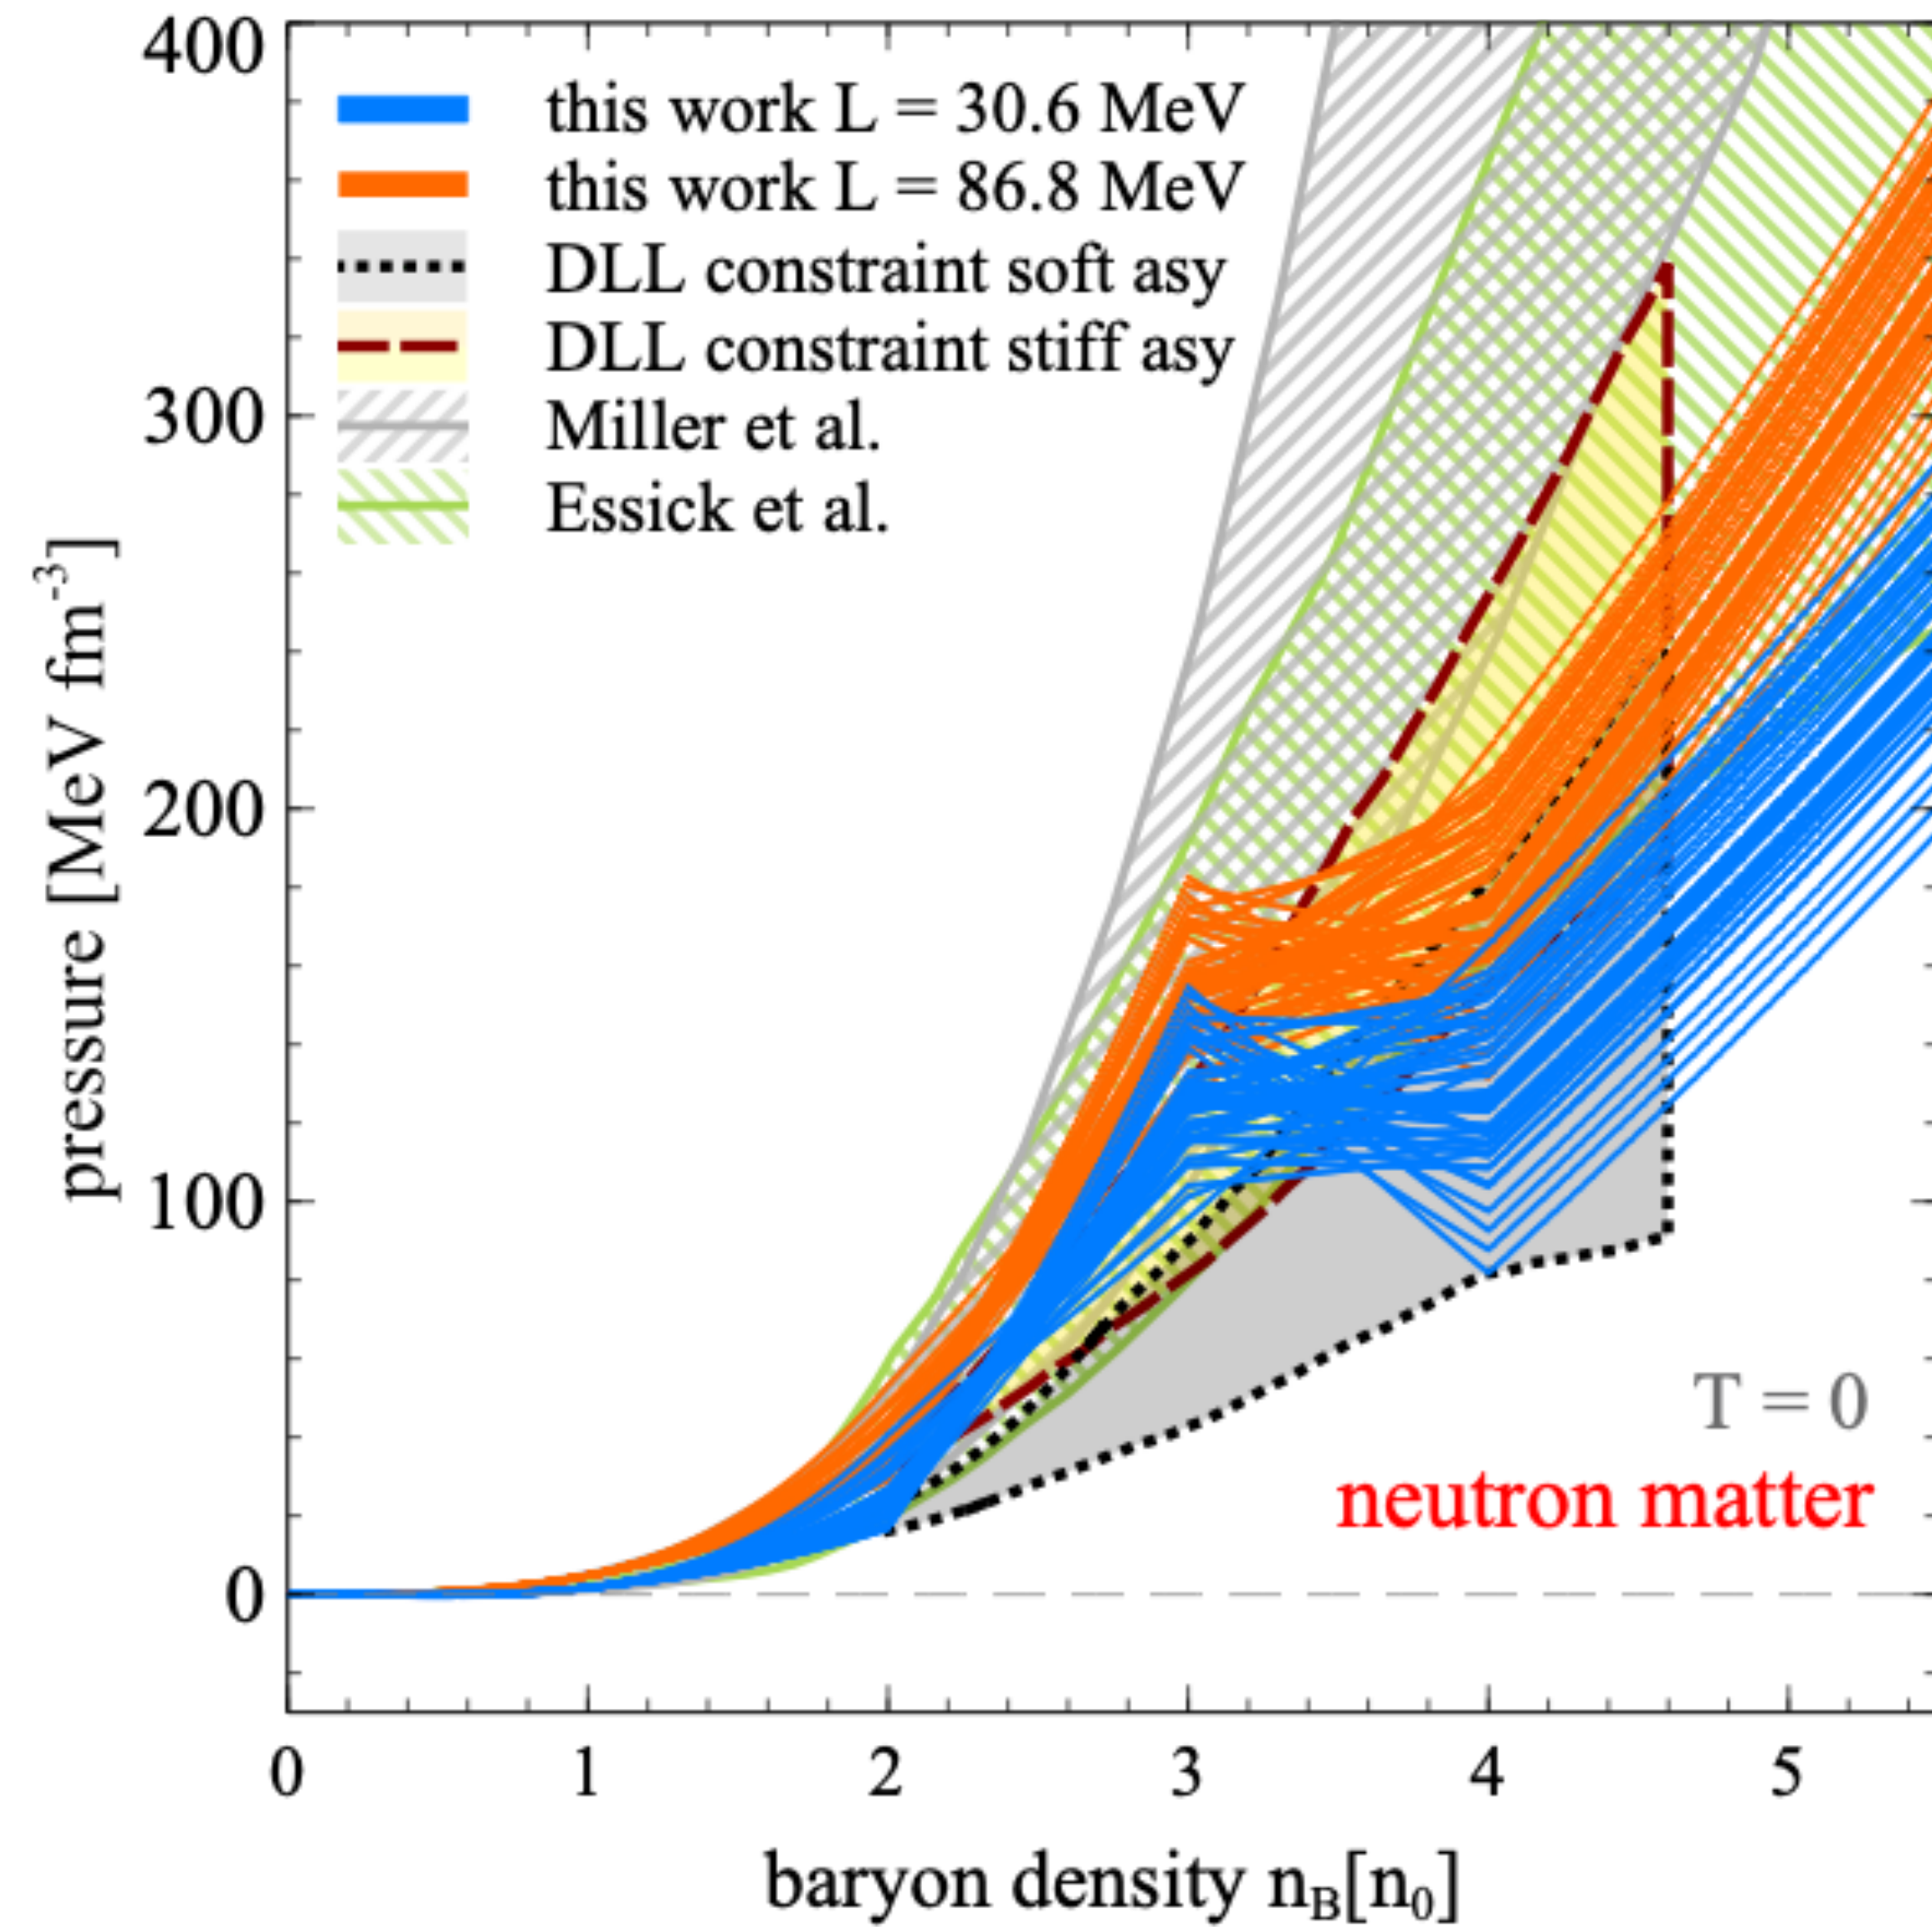 400
300
200
100
0
pressure [MeV fm⁻³]
this work L = 30.6 MeV
this work L = 86.8 MeV
DLL constraint soft asy
DLL constraint stiff asy
Miller et al.
Essick et al.
T = 0
neutron matter
0 1 2 3 4 5
baryon density n_B[n₀]